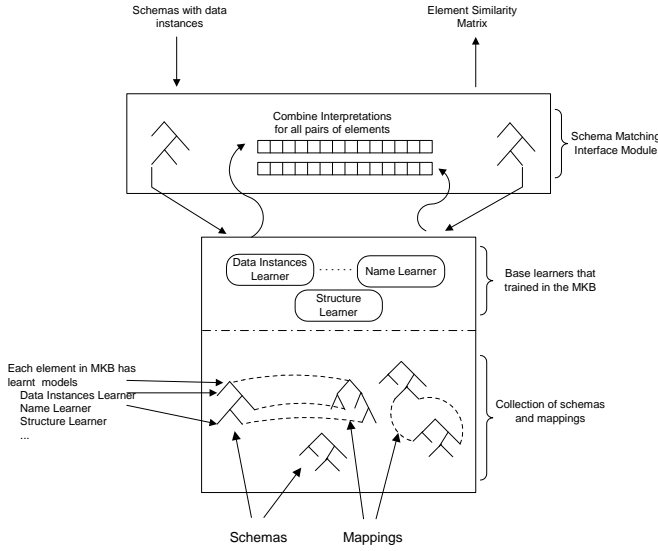 Schemas with data
instances
Element Similarity
Matrix
Combine Interpretations
for all pairs of elements
Schema Matching
Interface Module
Data Instances
Learner
......
Name Learner
Structure
Learner
Base learners that
trained in the MKB
Each element in MKB has
learnt models
Data Instances Learner
Name Learner
Structure Learner
...
Collection of schemas
and mappings
Schemas
Mappings